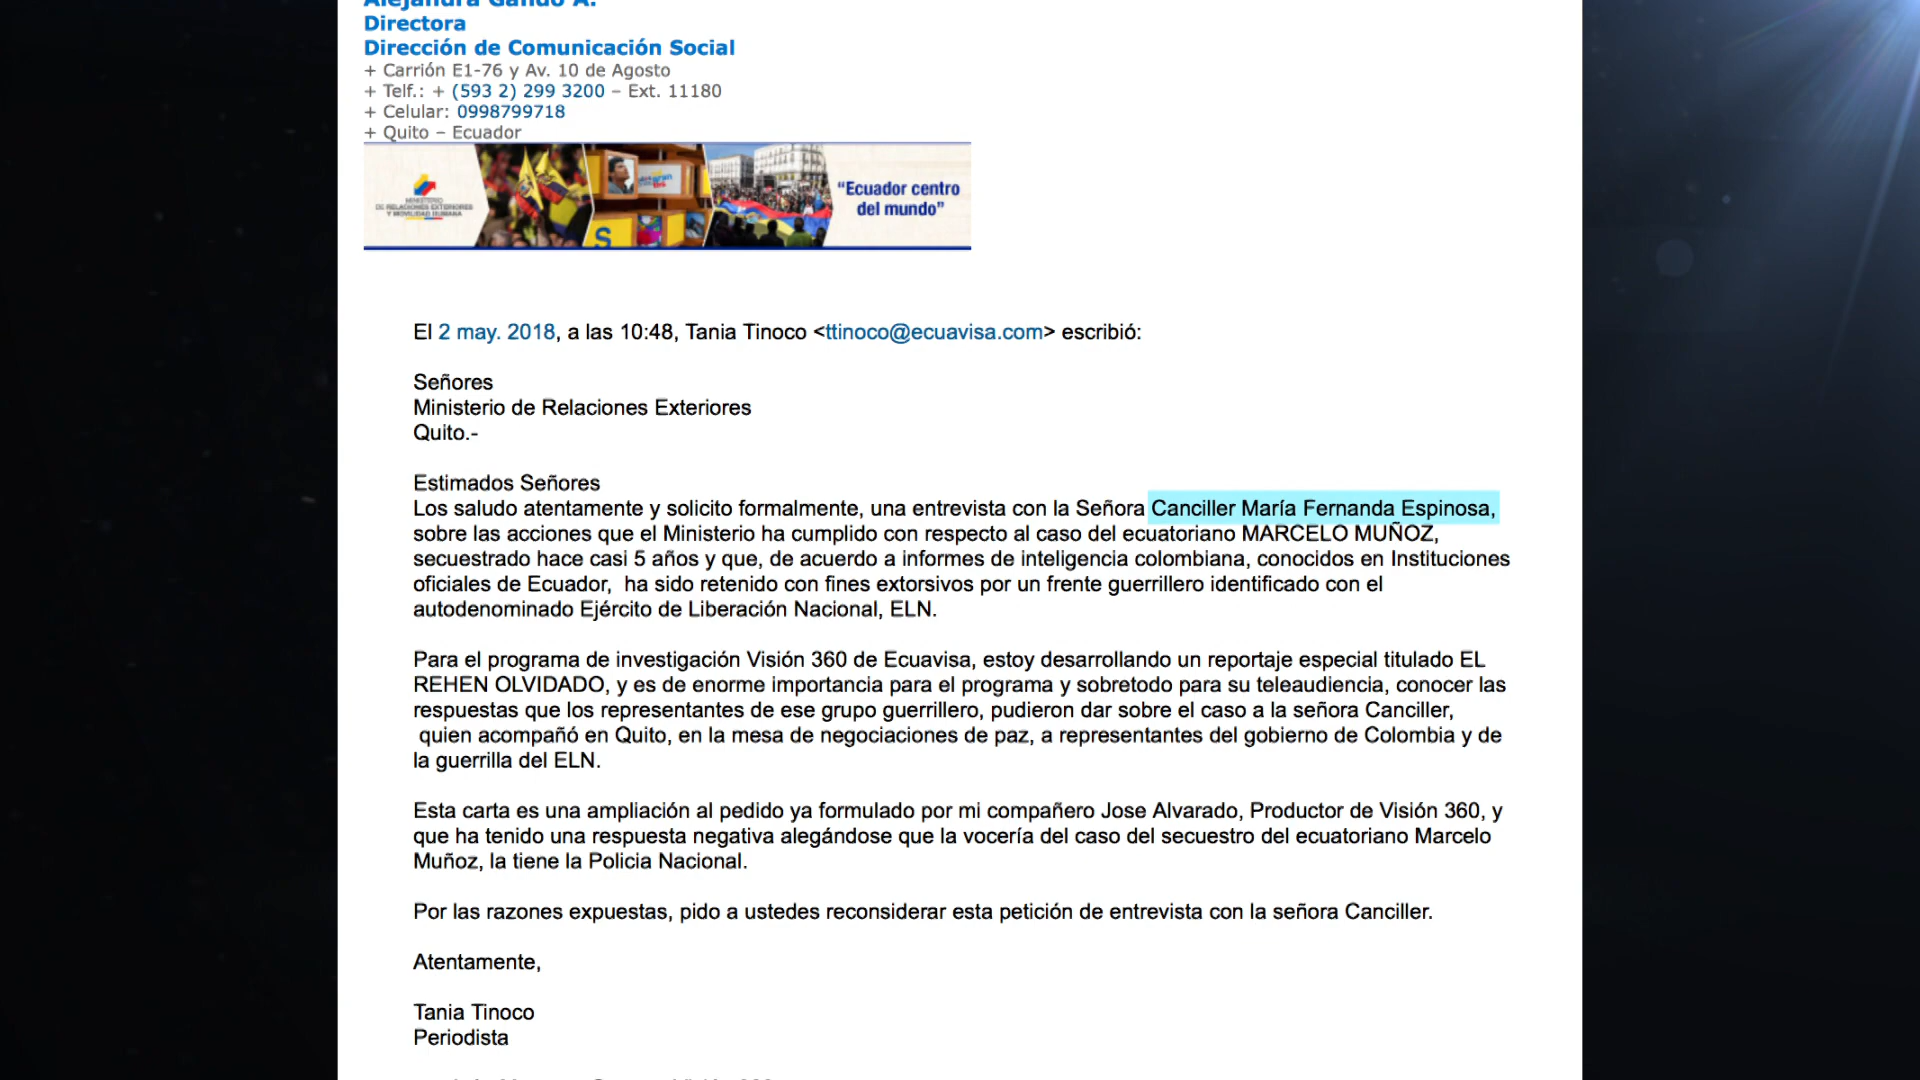 Alejandra Gando A.
Directora
Dirección de Comunicación Social
+ Carrión E1-76 y Av. 10 de Agosto
+ Telf.: + (593 2) 299 3200 – Ext. 11180
+ Celular: 0998799718
+ Quito – Ecuador
MINISTERIO
DE RELACIONES EXTERIORES
Y MOVILIDAD HUMANA
S
“Ecuador centro
del mundo”
El 2 may. 2018, a las 10:48, Tania Tinoco <ttinoco@ecuavisa.com> escribió:
Señores
Ministerio de Relaciones Exteriores
Quito.-
Estimados Señores
Los saludo atentamente y solicito formalmente, una entrevista con la Señora Canciller María Fernanda Espinosa,
sobre las acciones que el Ministerio ha cumplido con respecto al caso del ecuatoriano MARCELO MUÑOZ,
secuestrado hace casi 5 años y que, de acuerdo a informes de inteligencia colombiana, conocidos en Instituciones
oficiales de Ecuador,  ha sido retenido con fines extorsivos por un frente guerrillero identificado con el
autodenominado Ejército de Liberación Nacional, ELN.
Para el programa de investigación Visión 360 de Ecuavisa, estoy desarrollando un reportaje especial titulado EL
REHEN OLVIDADO, y es de enorme importancia para el programa y sobretodo para su teleaudiencia, conocer las
respuestas que los representantes de ese grupo guerrillero, pudieron dar sobre el caso a la señora Canciller,
quien acompañó en Quito, en la mesa de negociaciones de paz, a representantes del gobierno de Colombia y de
la guerrilla del ELN.
Esta carta es una ampliación al pedido ya formulado por mi compañero Jose Alvarado, Productor de Visión 360, y
que ha tenido una respuesta negativa alegándose que la vocería del caso del secuestro del ecuatoriano Marcelo
Muñoz, la tiene la Policia Nacional.
Por las razones expuestas, pido a ustedes reconsiderar esta petición de entrevista con la señora Canciller.
Atentamente,
Tania Tinoco
Periodista